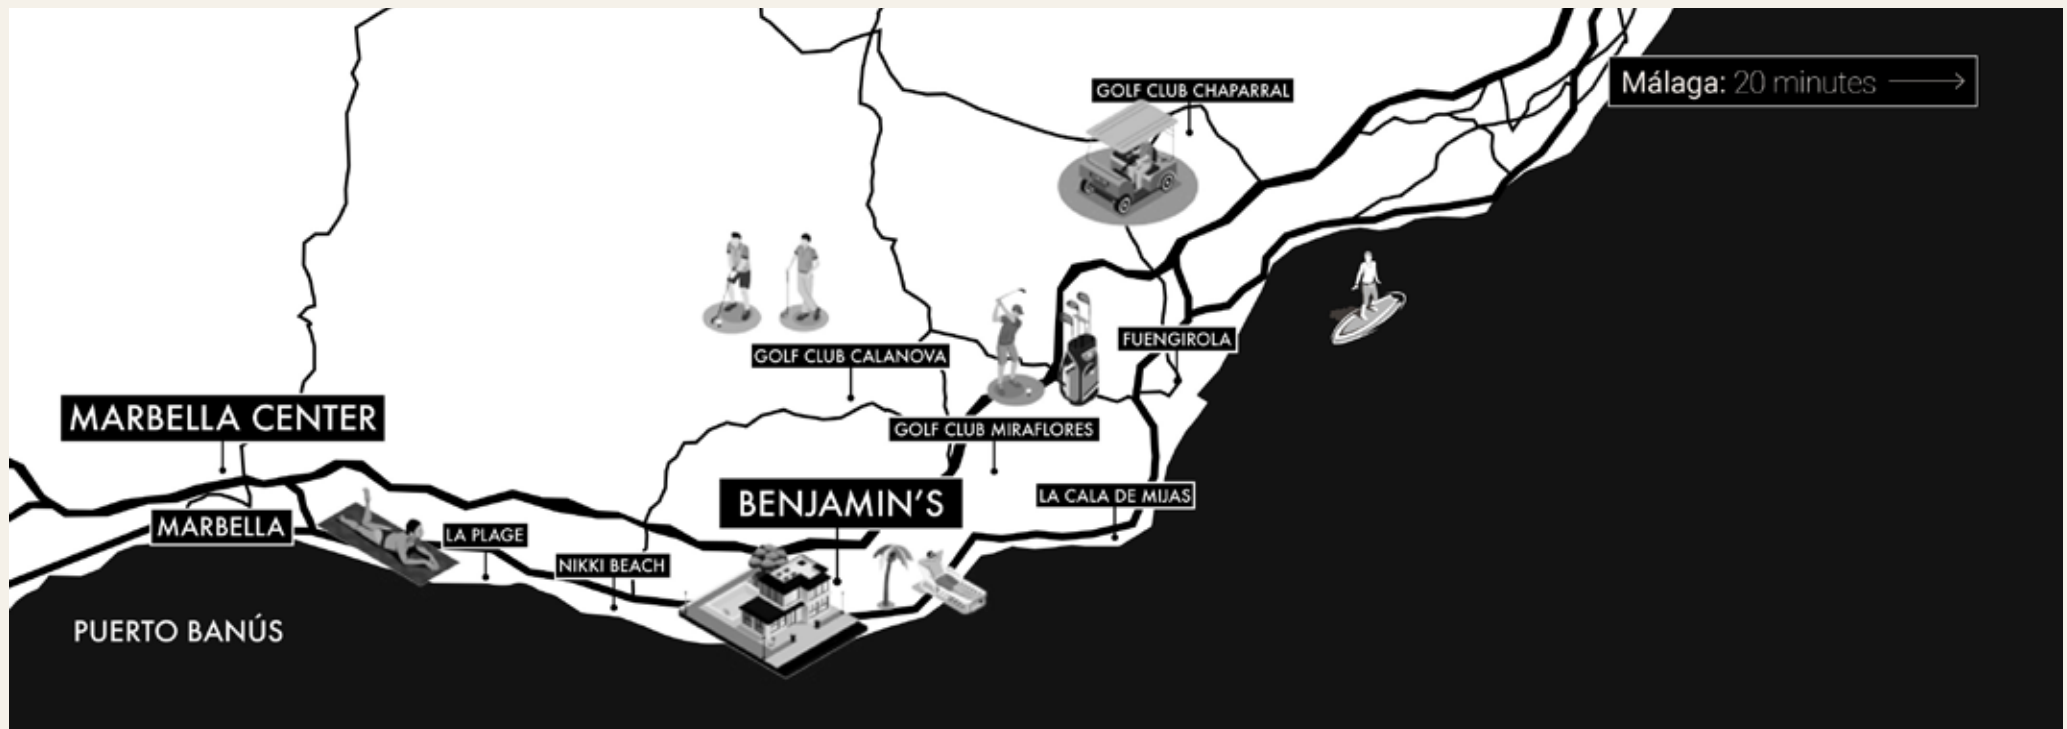 GOLF CLUB CHAPARRAL
Málaga: 20 minutes
FUENGIROLA
GOLF CLUB CALANOVA
MARBELLA CENTER
GOLF CLUB MIRAFLORES
BENJAMIN'S
LA CALA DE MIJAS
MARBELLA
LA PLAGE
NIKKI BEACH
PUERTO BANÚS